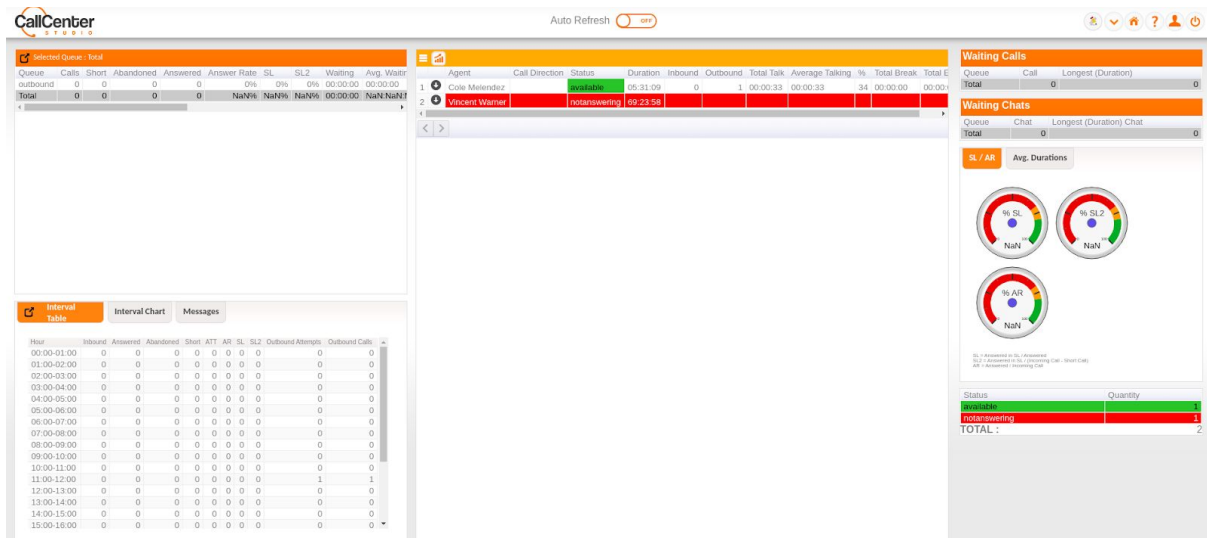 CallCenter
STUDIO
Auto Refresh OFF
?
Selected Queue : Total
Queue Calls Short Abandoned Answered Answer Rate SL SL2 Waiting Avg. Waitin
outbound 0 0 0 0 0% 0% 0% 00:00:00 00:00:00
Total 0 0 0 0 NaN% NaN% NaN% 00:00:00 NaN:NaN:N
Agent Call Direction Status Duration Inbound Outbound Total Talk Average Talking % Total Break Total E
1 Cole Melendez available 05:31:09 0 1 00:00:33 00:00:33 34 00:00:00 00:00:
2 Vincent Warner notanswering 69:23:58
Waiting Calls
Queue Call Longest (Duration)
Total 0 0
Waiting Chats
Queue Chat Longest (Duration) Chat
Total 0 0
SL / AR Avg. Durations
% SL
NaN
% SL2
NaN
% AR
NaN
SL = Answered in SL / Answered
SL2 = Answered in SL / (Incoming Call - Short Call)
AR = Answered / Incoming Call
Status Quantity
available 1
notanswering 1
TOTAL : 2
Interval Table
Interval Chart
Messages
Hour Inbound Answered Abandoned Short ATT AR SL SL2 Outbound Attempts Outbound Calls
00:00-01:00 0 0 0 0 0 0 0 0 0 0
01:00-02:00 0 0 0 0 0 0 0 0 0 0
02:00-03:00 0 0 0 0 0 0 0 0 0 0
03:00-04:00 0 0 0 0 0 0 0 0 0 0
04:00-05:00 0 0 0 0 0 0 0 0 0 0
05:00-06:00 0 0 0 0 0 0 0 0 0 0
06:00-07:00 0 0 0 0 0 0 0 0 0 0
07:00-08:00 0 0 0 0 0 0 0 0 0 0
08:00-09:00 0 0 0 0 0 0 0 0 0 0
09:00-10:00 0 0 0 0 0 0 0 0 0 0
10:00-11:00 0 0 0 0 0 0 0 0 0 0
11:00-12:00 0 0 0 0 0 0 0 0 1 1
12:00-13:00 0 0 0 0 0 0 0 0 0 0
13:00-14:00 0 0 0 0 0 0 0 0 0 0
14:00-15:00 0 0 0 0 0 0 0 0 0 0
15:00-16:00 0 0 0 0 0 0 0 0 0 0